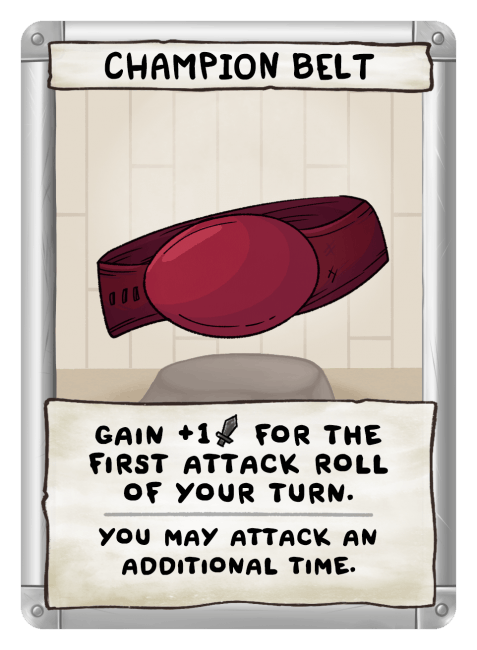 CHAMPION BELT
GAIN +1 FOR THE
FIRST ATTACK ROLL
OF YOUR TURN.
YOU MAY ATTACK AN
ADDITIONAL TIME.